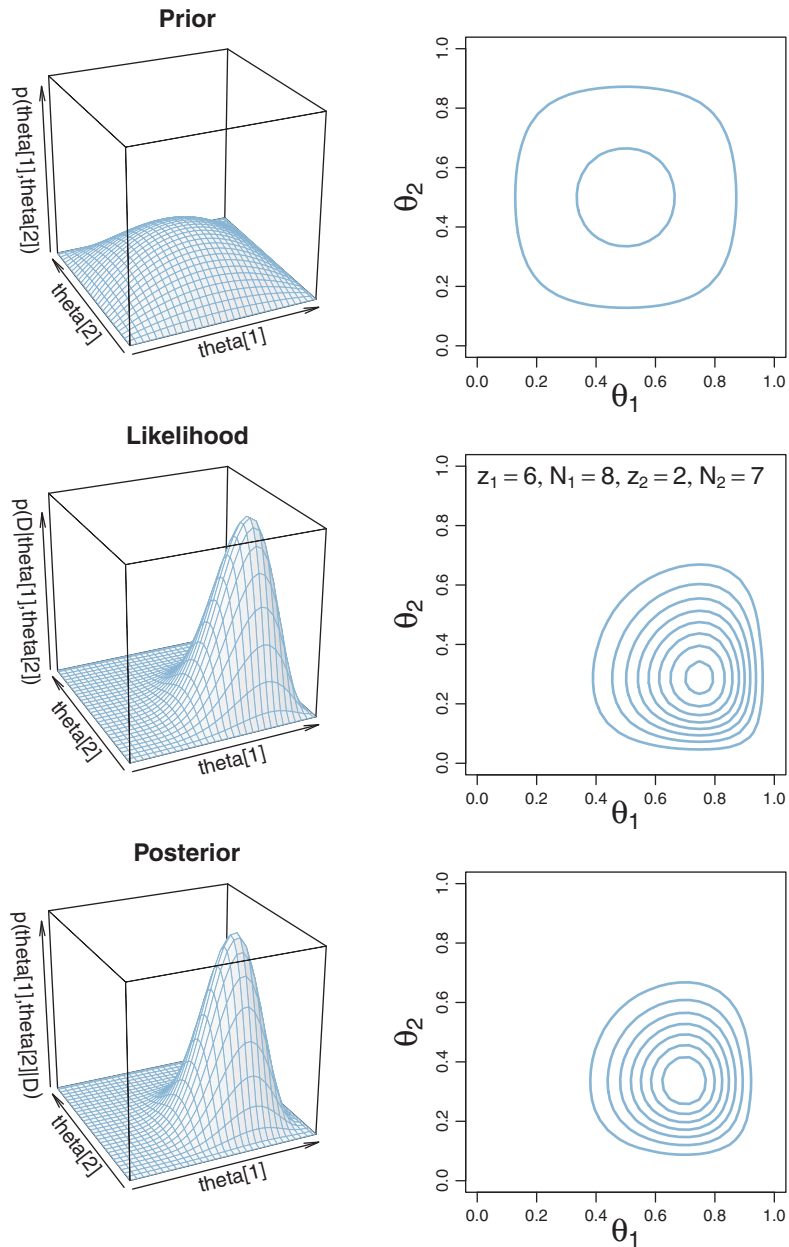 Prior
p(theta[1],theta[2])
theta[2]
theta[1]
θ2
0.0 0.2 0.4 0.6 0.8 1.0
0.0 0.2 0.4 0.6 0.8 1.0
θ1
Likelihood
p(D|theta[1],theta[2])
theta[2]
theta[1]
z1 = 6, N1 = 8, z2 = 2, N2 = 7
θ2
0.0 0.2 0.4 0.6 0.8 1.0
0.0 0.2 0.4 0.6 0.8 1.0
θ1
Posterior
p(theta[1],theta[2]|D)
theta[2]
theta[1]
θ2
0.0 0.2 0.4 0.6 0.8 1.0
0.0 0.2 0.4 0.6 0.8 1.0
θ1